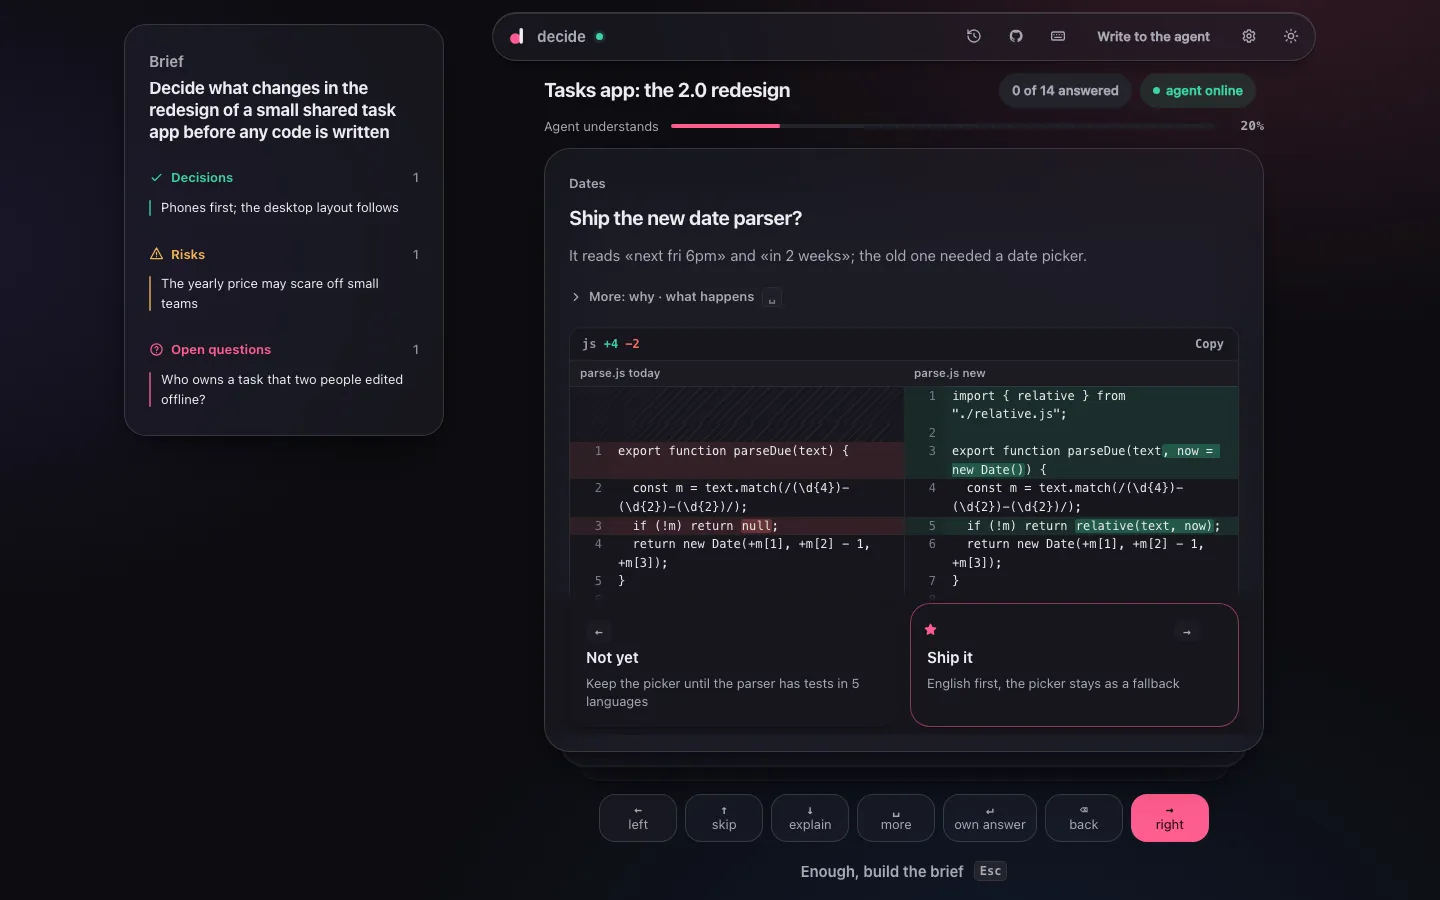 Brief
Decide what changes in the
redesign of a small shared task
app before any code is written
Decisions 1
Phones first; the desktop layout follows
Risks 1
The yearly price may scare off small
teams
Open questions 1
Who owns a task that two people edited
offline?
decide
Write to the agent
Tasks app: the 2.0 redesign
0 of 14 answered
agent online
Agent understands
20%
Dates
Ship the new date parser?
It reads «next fri 6pm» and «in 2 weeks»; the old one needed a date picker.
More: why · what happens ␣
js +4 −2
Copy
parse.js today
1 export function parseDue(text) {
2 const m = text.match(/(\d{4})-
(\d{2})-(\d{2})/);
3 if (!m) return null;
4 return new Date(+m[1], +m[2] - 1,
+m[3]);
5 }
6
parse.js new
1 import { relative } from
"./relative.js";
2
3 export function parseDue(text, now =
new Date()) {
4 const m = text.match(/(\d{4})-
(\d{2})-(\d{2})/);
5 if (!m) return relative(text, now);
6 return new Date(+m[1], +m[2] - 1,
+m[3]);
7 }
8
←
Not yet
Keep the picker until the parser has tests in 5
languages
→
Ship it
English first, the picker stays as a fallback
← left
↑ skip
↓ explain
␣ more
↵ own answer
⌫ back
→ right
Enough, build the brief Esc